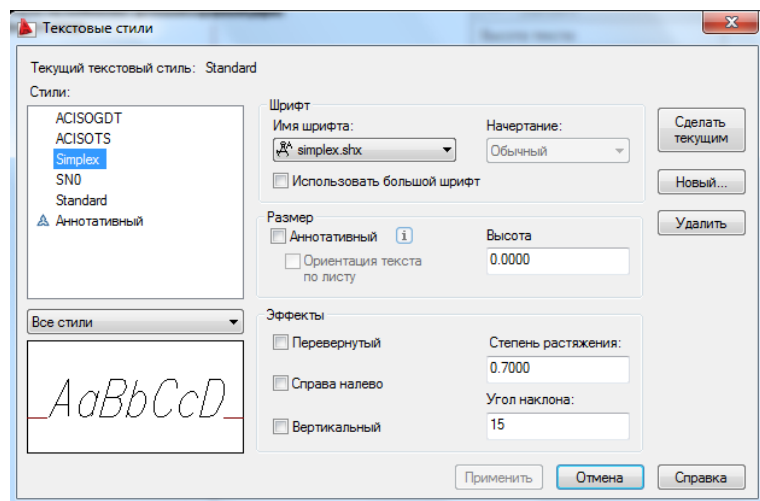 Текстовые стили
Текущий текстовый стиль: Standard
Стили:
ACISOGDT
ACISOTS
Simplex
SN0
Standard
Аннотативный
Все стили
AaBbCcD
Шрифт
Имя шрифта:
simplex.shx
Начертание:
Обычный
Использовать большой шрифт
Размер
Аннотативный
Ориентация текста
по листу
Высота
0.0000
Эффекты
Перевернутый
Справа налево
Вертикальный
Степень растяжения:
0.7000
Угол наклона:
15
Сделать
текущим
Новый...
Удалить
Применить
Отмена
Справка